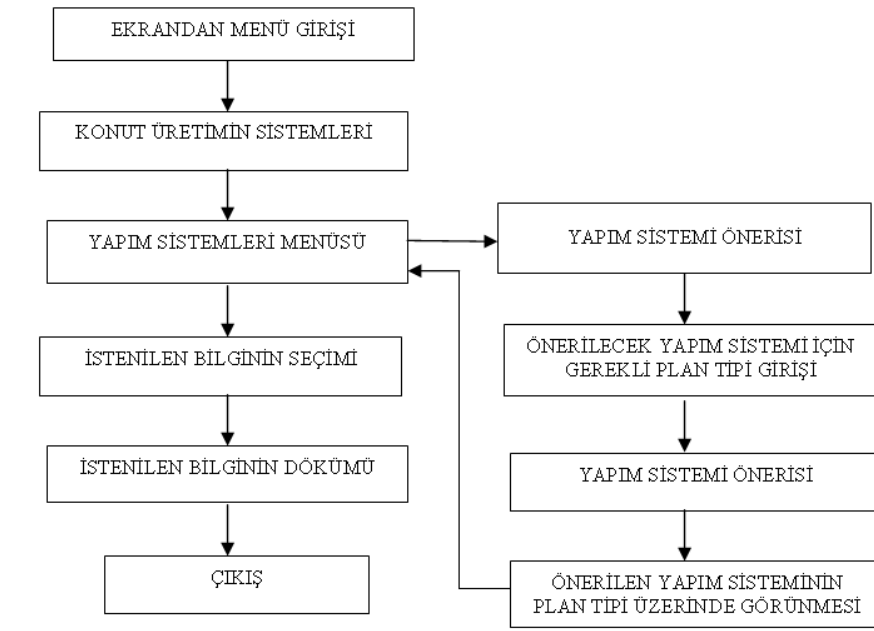 EKRANDAN MENÜ GİRİŞİ
KONUT ÜRETİMİN SİSTEMLERİ
YAPIM SİSTEMLERİ MENÜSÜ
İSTENİLEN BİLGİNİN SEÇİMİ
İSTENİLEN BİLGİNİN DÖKÜMÜ
ÇIKIŞ
YAPIM SİSTEMİ ÖNERİSİ
ÖNERİLECEK YAPIM SİSTEMİ İÇİN
GEREKLİ PLAN TİPİ GİRİŞİ
YAPIM SİSTEMİ ÖNERİSİ
ÖNERİLEN YAPIM SİSTEMİNİN
PLAN TİPİ ÜZERİNDE GÖRÜNMESİ